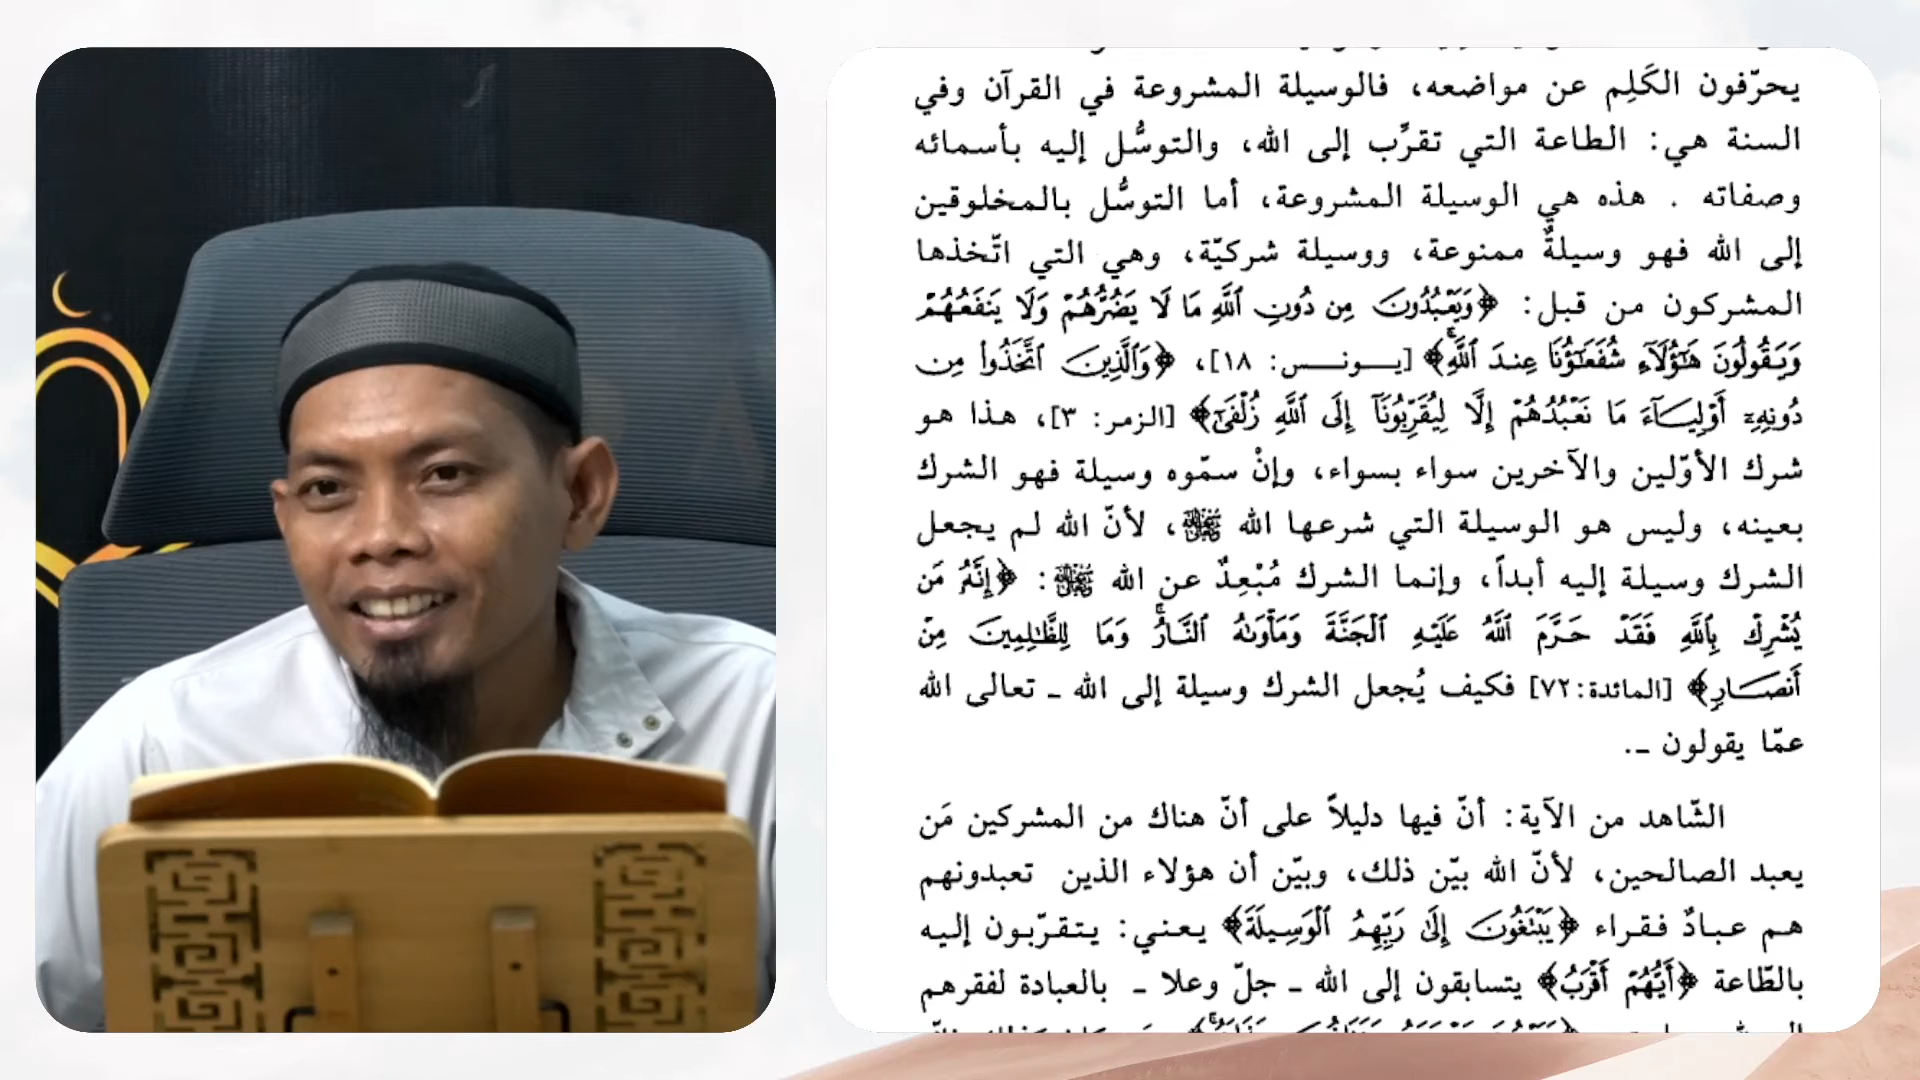 يحرّفون الكَلِم عن مواضعه، فالوسيلة المشروعة في القرآن وفي
السنة هي: الطاعة التي تقرِّب إلى الله، والتوسُّل إليه بأسمائه
وصفاته . هذه هي الوسيلة المشروعة، أما التوسُّل بالمخلوقين
إلى الله فهو وسيلةٌ ممنوعة، ووسيلة شركيّة، وهي التي اتّخذها
المشركون من قبل: ﴿وَيَعْبُدُونَ مِن دُونِ ٱللَّهِ مَا لَا يَضُرُّهُمْ وَلَا يَنفَعُهُمْ
وَيَقُولُونَ هَٰٓؤُلَآءِ شُفَعَٰٓؤُنَا عِندَ ٱللَّهِۚ﴾ [يونس: ١٨]، ﴿وَٱلَّذِينَ ٱتَّخَذُوا۟ مِن
دُونِهِۦٓ أَوْلِيَآءَ مَا نَعْبُدُهُمْ إِلَّا لِيُقَرِّبُونَآ إِلَى ٱللَّهِ زُلْفَىٰٓ﴾ [الزمر: ٣]، هذا هو
شرك الأوّلين والآخرين سواء بسواء، وإنْ سمّوه وسيلة فهو الشرك
بعينه، وليس هو الوسيلة التي شرعها الله ، لأنّ الله لم يجعل
الشرك وسيلة إليه أبداً، وإنما الشرك مُبْعِدٌ عن الله : ﴿إِنَّهُۥ مَن
يُشْرِكْ بِٱللَّهِ فَقَدْ حَرَّمَ ٱللَّهُ عَلَيْهِ ٱلْجَنَّةَ وَمَأْوَىٰهُ ٱلنَّارُۖ وَمَا لِلظَّٰلِمِينَ مِنْ
أَنصَارٍ﴾ [المائدة: ٧٢] فكيف يُجعل الشرك وسيلة إلى الله ـ تعالى الله
عمّا يقولون ـ.
الشّاهد من الآية: أنّ فيها دليلاً على أنّ هناك من المشركين مَن
يعبد الصالحين، لأنّ الله بيّن ذلك، وبيّن أن هؤلاء الذين تعبدونهم
هم عبادٌ فقراء ﴿يَبْتَغُونَ إِلَىٰ رَبِّهِمُ ٱلْوَسِيلَةَ﴾ يعني: يتقرّبون إليه
بالطّاعة ﴿أَيُّهُمْ أَقْرَبُ﴾ يتسابقون إلى الله ـ جلّ وعلا ـ بالعبادة لفقرهم